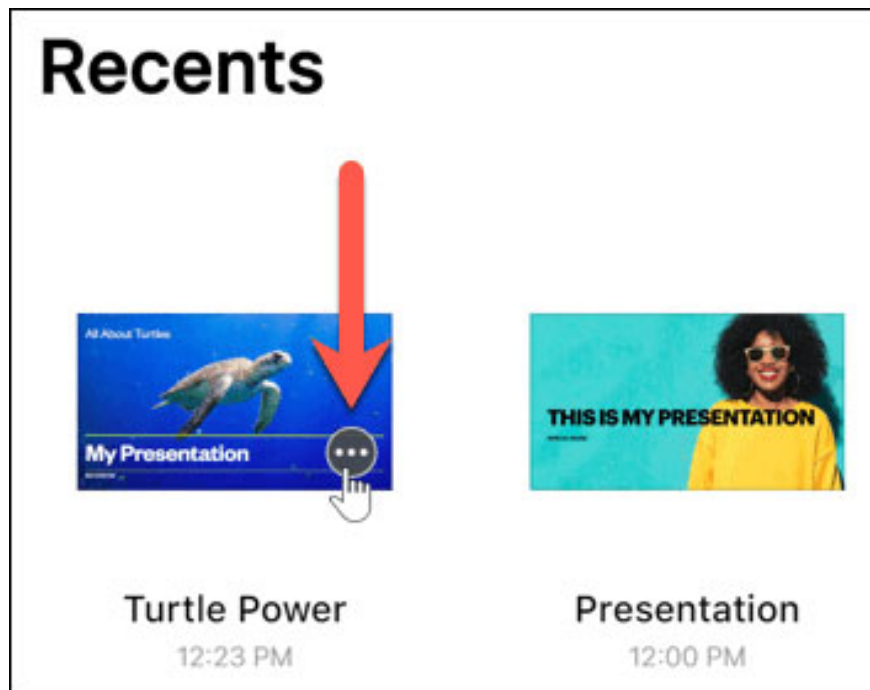 Recents
All About Turtles
My Presentation
THIS IS MY PRESENTATION
Turtle Power
Presentation
12:23 PM
12:00 PM